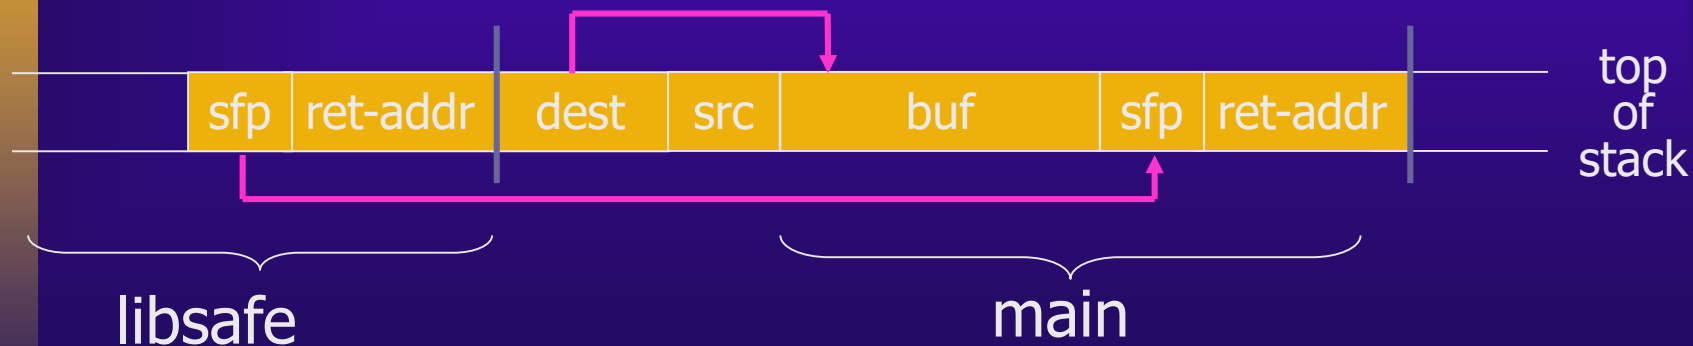 sfp ret-addr dest src buf sfp ret-addr
top
of
stack
libsafe main